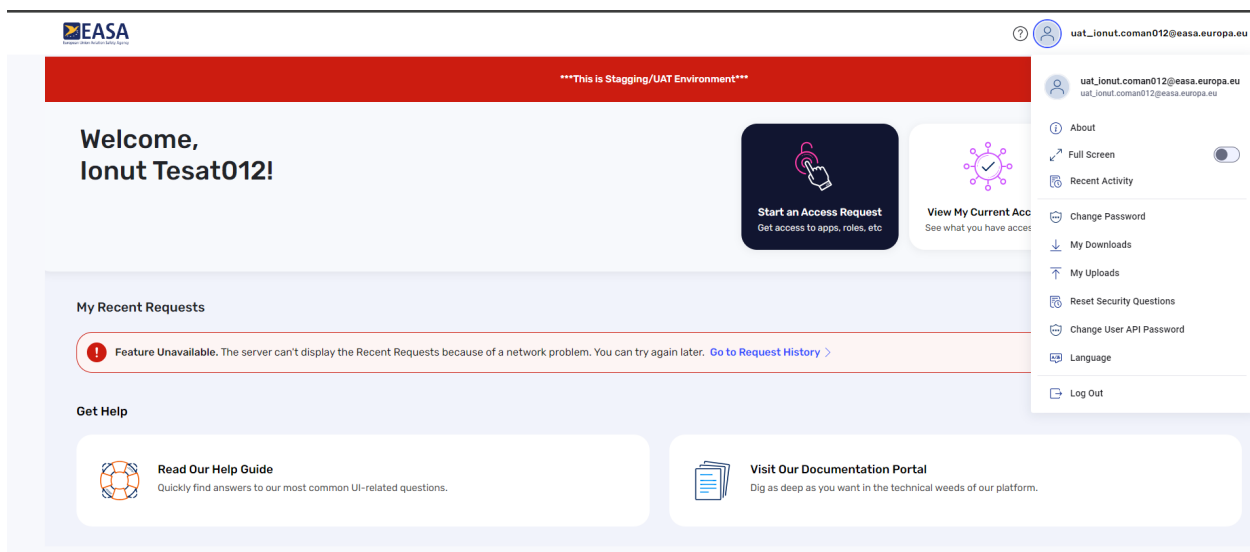 EASA
European Union Aviation Safety Agency
uat_ionut.coman012@easa.europa.eu
***This is Stagging/UAT Environment***
Welcome,
Ionut Tesat012!
Start an Access Request
Get access to apps, roles, etc
View My Current Acc
See what you have acces
uat_ionut.coman012@easa.europa.eu
uat_ionut.coman012@easa.europa.eu
About
Full Screen
Recent Activity
Change Password
My Downloads
My Uploads
Reset Security Questions
Change User API Password
Language
Log Out
My Recent Requests
Feature Unavailable. The server can't display the Recent Requests because of a network problem. You can try again later. Go to Request History
Get Help
Read Our Help Guide
Quickly find answers to our most common UI-related questions.
Visit Our Documentation Portal
Dig as deep as you want in the technical weeds of our platform.